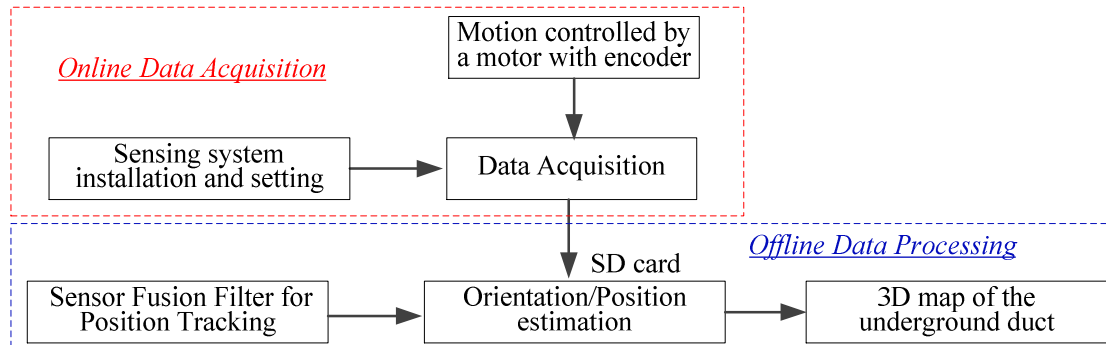 Motion controlled by
a motor with encoder
Online Data Acquisition
Sensing system
installation and setting
Data Acquisition
Offline Data Processing
SD card
Sensor Fusion Filter for
Position Tracking
Orientation/Position
estimation
3D map of the
underground duct